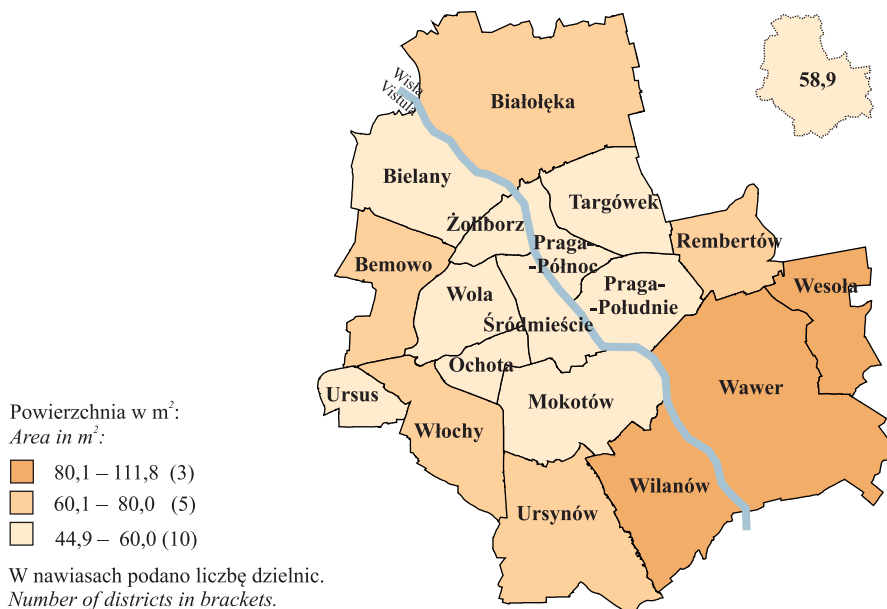 Wisła
Vistula
Białołęka
58,9
Bielany
Targówek
Żoliborz
Praga-
-Północ
Rembertów
Bemowo
Wesoła
Wola
Praga-
-Południe
Śródmieście
Ochota
Ursus
Mokotów
Wawer
Włochy
Wilanów
Ursynów
Powierzchnia w m²:
Area in m²:
80,1 – 111,8 (3)
60,1 – 80,0 (5)
44,9 – 60,0 (10)
W nawiasach podano liczbę dzielnic.
Number of districts in brackets.